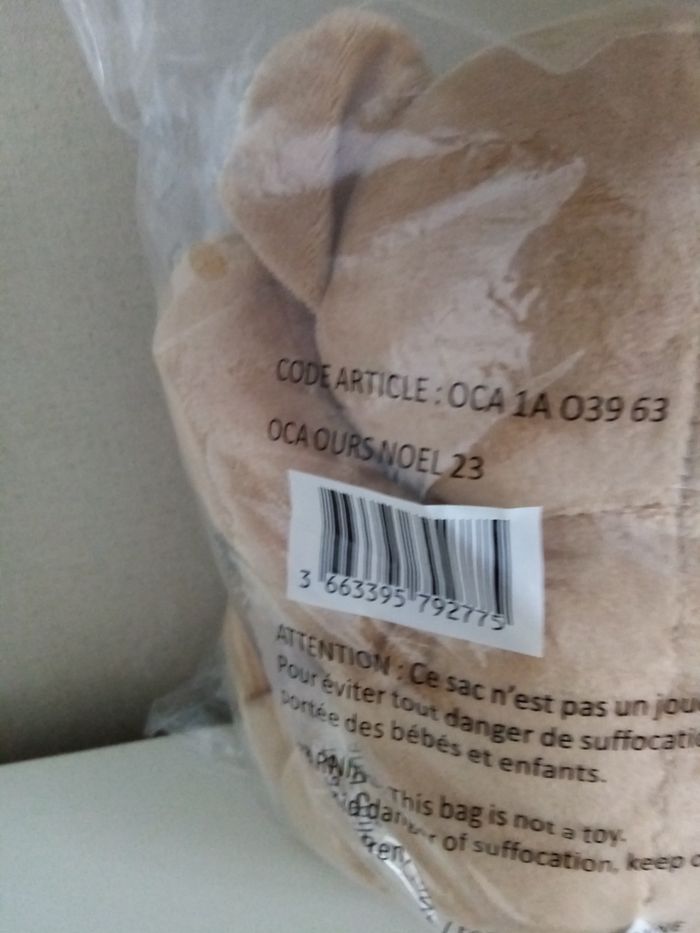 CODE ARTICLE : OCA 1A O39 63
OCA OURS NOEL 23
3 663395 792775
ATTENTION : Ce sac n'est pas un jou
Pour éviter tout danger de suffocati
portée des bébés et enfants.
This bag is not a toy.
danger of suffocation, keep